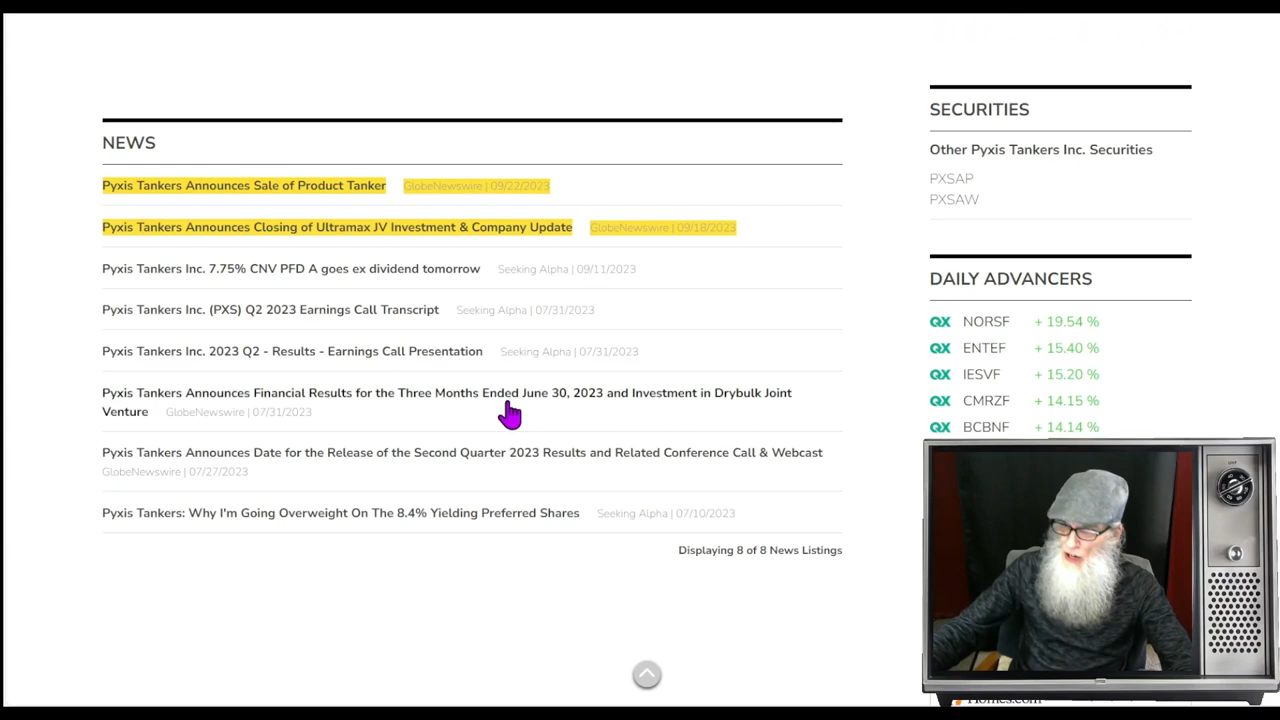 NEWS
Pyxis Tankers Announces Sale of Product Tanker GlobeNewswire | 09/22/2023
Pyxis Tankers Announces Closing of Ultramax JV Investment & Company Update GlobeNewswire | 09/18/2023
Pyxis Tankers Inc. 7.75% CNV PFD A goes ex dividend tomorrow Seeking Alpha | 09/11/2023
Pyxis Tankers Inc. (PXS) Q2 2023 Earnings Call Transcript Seeking Alpha | 07/31/2023
Pyxis Tankers Inc. 2023 Q2 - Results - Earnings Call Presentation Seeking Alpha | 07/31/2023
Pyxis Tankers Announces Financial Results for the Three Months Ended June 30, 2023 and Investment in Drybulk Joint
Venture GlobeNewswire | 07/31/2023
Pyxis Tankers Announces Date for the Release of the Second Quarter 2023 Results and Related Conference Call & Webcast
GlobeNewswire | 07/27/2023
Pyxis Tankers: Why I'm Going Overweight On The 8.4% Yielding Preferred Shares Seeking Alpha | 07/10/2023
Displaying 8 of 8 News Listings
SECURITIES
Other Pyxis Tankers Inc. Securities
PXSAP
PXSAW
DAILY ADVANCERS
QX NORSF + 19.54 %
QX ENTEF + 15.40 %
QX IESVF + 15.20 %
QX CMRZF + 14.15 %
QX BCBNF + 14.14 %
Homes.com